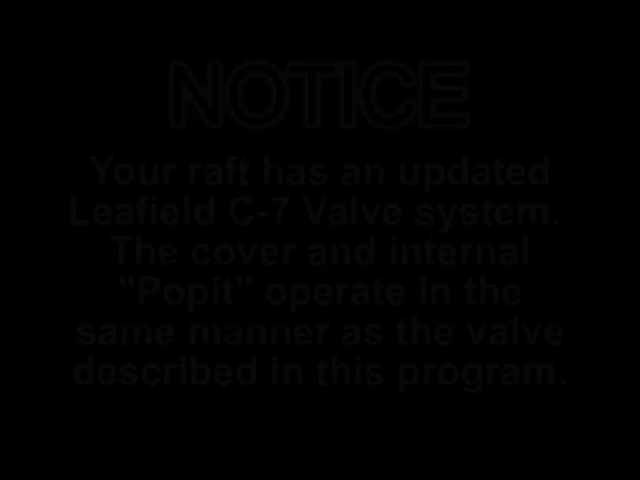 NOTICE
Your raft has an updated
Leafield C-7 Valve system.
The cover and internal
"Popit" operate in the
same manner as the valve
described in this program.